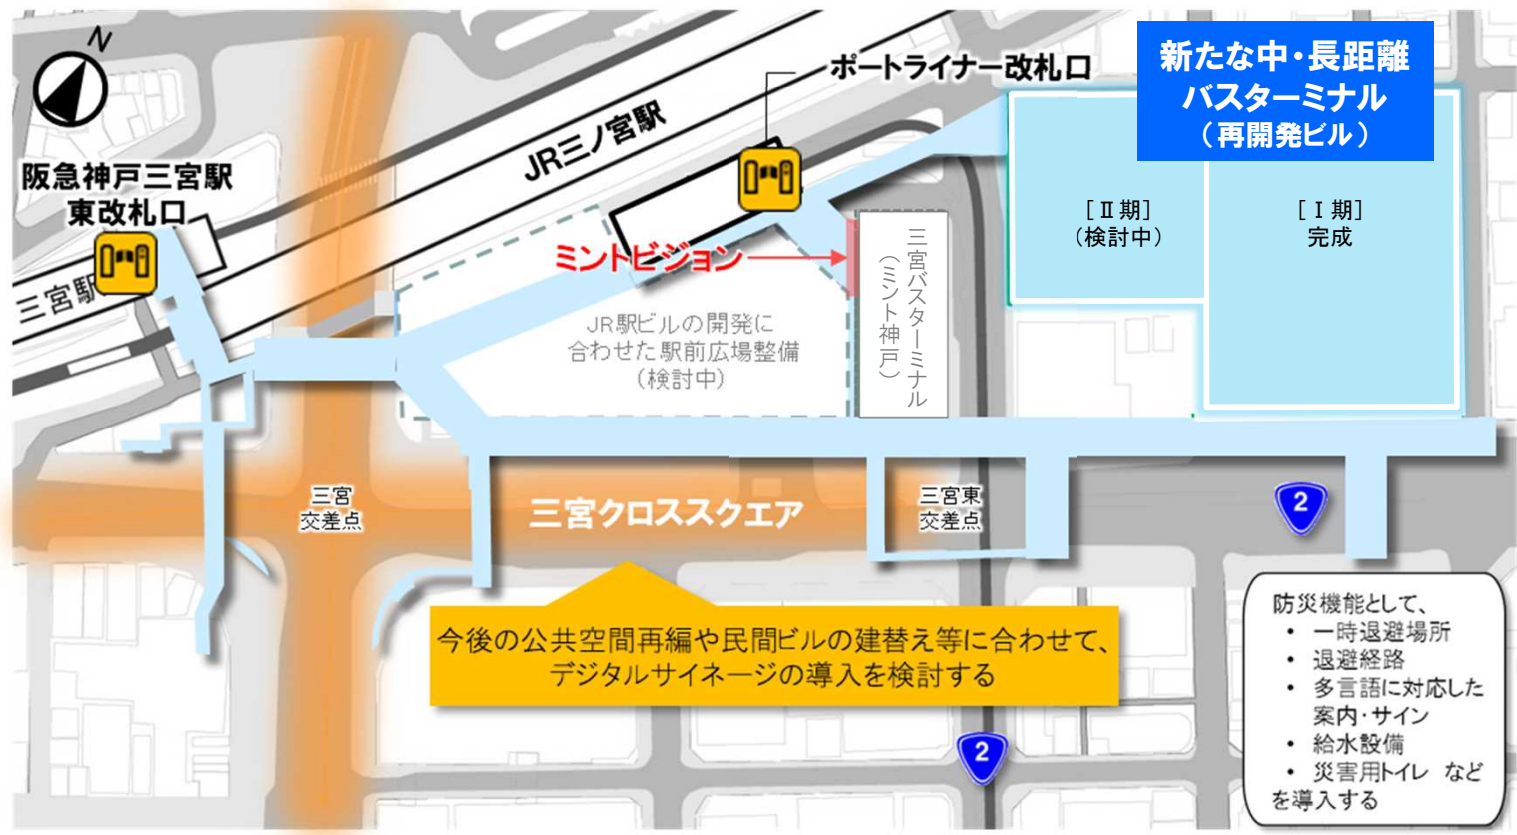 N
新たな中・長距離
バスターミナル
（再開発ビル）
ポートライナー改札口
JR三ノ宮駅
阪急神戸三宮駅
東改札口
三宮駅
［Ⅱ期］
（検討中）
［Ⅰ期］
完成
ミントビジョン
三宮バスターミナル
（ミント神戸）
JR駅ビルの開発に
合わせた駅前広場整備
（検討中）
三宮
交差点
三宮クロススクエア
三宮東
交差点
2
今後の公共空間再編や民間ビルの建替え等に合わせて、
デジタルサイネージの導入を検討する
2
防災機能として、
・ 一時退避場所
・ 退避経路
・ 多言語に対応した
案内・サイン
・ 給水設備
・ 災害用トイレ など
を導入する